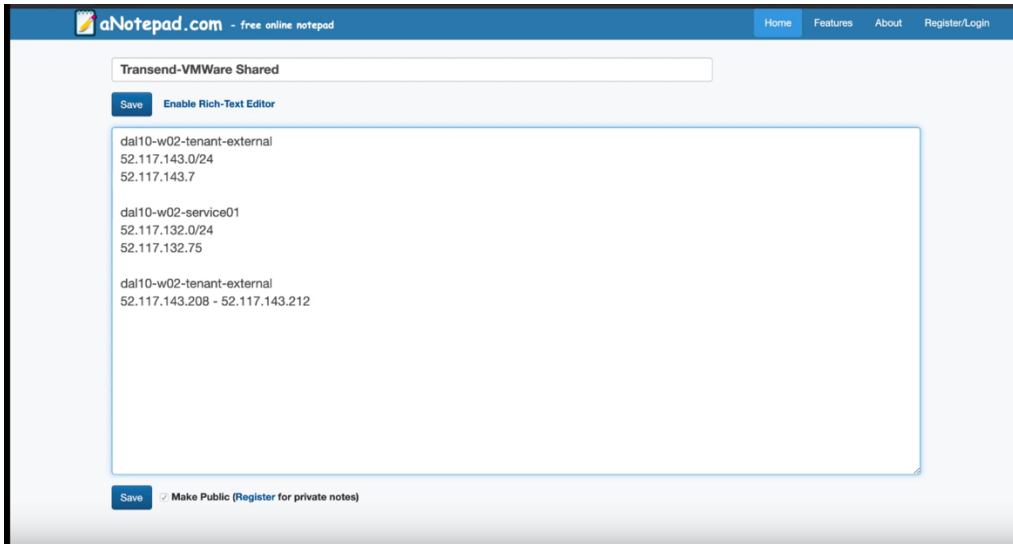 aNotepad.com - free online notepad
Home Features About Register/Login
Transend-VMWare Shared
Save Enable Rich-Text Editor
dal10-w02-tenant-external
52.117.143.0/24
52.117.143.7
dal10-w02-service01
52.117.132.0/24
52.117.132.75
dal10-w02-tenant-external
52.117.143.208 - 52.117.143.212
Save Make Public (Register for private notes)